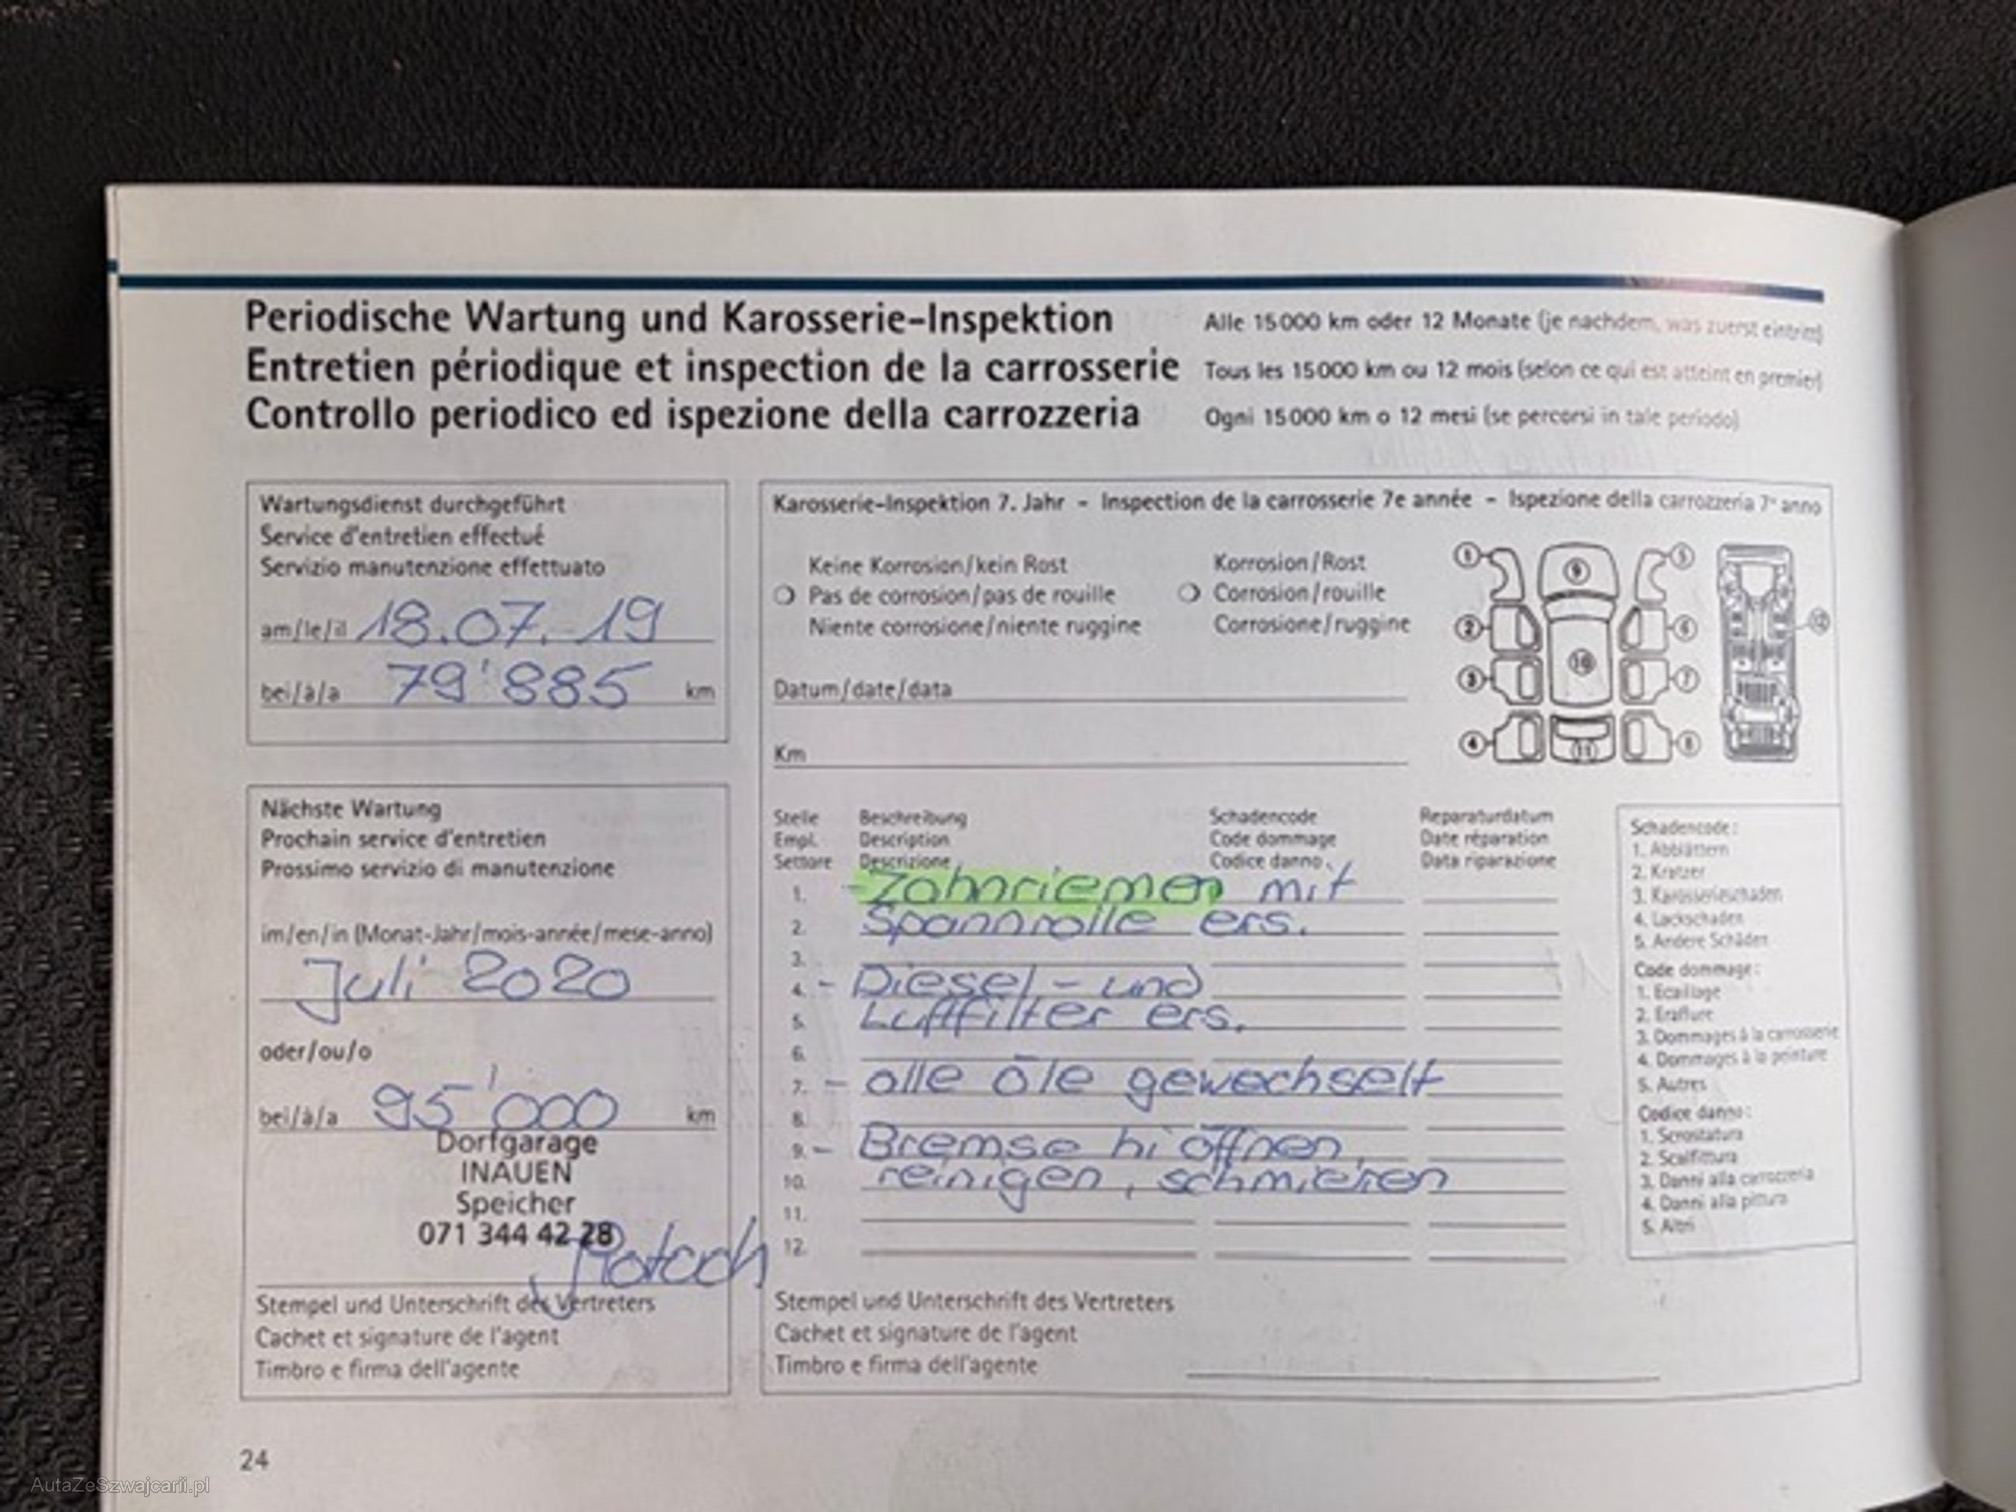 Periodische Wartung und Karosserie-Inspektion
Entretien périodique et inspection de la carrosserie
Controllo periodico ed ispezione della carrozzeria
Alle 15000 km oder 12 Monate (je nachdem, was zuerst eintritt)
Tous les 15000 km ou 12 mois (selon ce qui est atteint en premier)
Ogni 15000 km o 12 mesi (se percorsi in tale periodo)
Wartungsdienst durchgeführt
Service d'entretien effectué
Servizio manutenzione effettuato
am/le/il 18.07.-19
bei/à/a 79'885 km
Nächste Wartung
Prochain service d'entretien
Prossimo servizio di manutenzione
im/en/in (Monat-Jahr/mois-année/mese-anno)
Juli 2020
oder/ou/o
bei/à/a 95'000 km
Dorfgarage
INAUEN
Speicher
071 344 42 28
Stempel und Unterschrift des Vertreters
Cachet et signature de l'agent
Timbro e firma dell'agente
Karosserie-Inspektion 7. Jahr - Inspection de la carrosserie 7e année - Ispezione della carrozzeria 7° anno
Keine Korrosion/kein Rost
Pas de corrosion/pas de rouille
Niente corrosione/niente ruggine
Korrosion/Rost
Corrosion/rouille
Corrosione/ruggine
1 2 3 4 5 6 7 8 9 10 11 12
Datum/date/data
Km
Stelle Beschreibung Schadencode Reparaturdatum
Empl. Description Code dommage Date réparation
Settore Descrizione Codice danno Data riparazione
1. - Zahnriemen mit
2. Spannrolle ers.
3.
4. - Diesel- und
5. Luftfilter ers.
6.
7. - alle öle gewechselt
8.
9. - Bremse hi öffnen,
10. reinigen, schmieren
11.
12.
Schadencode:
1. Abblättern
2. Kratzer
3. Karosserieschaden
4. Lackschaden
5. Andere Schäden
Code dommage:
1. Ecaillage
2. Eraflure
3. Dommages à la carrosserie
4. Dommages à la peinture
5. Autres
Codice danno:
1. Scrostatura
2. Scalfittura
3. Danni alla carrozzeria
4. Danni alla pittura
5. Altri
Stempel und Unterschrift des Vertreters
Cachet et signature de l'agent
Timbro e firma dell'agente
24
AutaZeSzwajcarii.pl